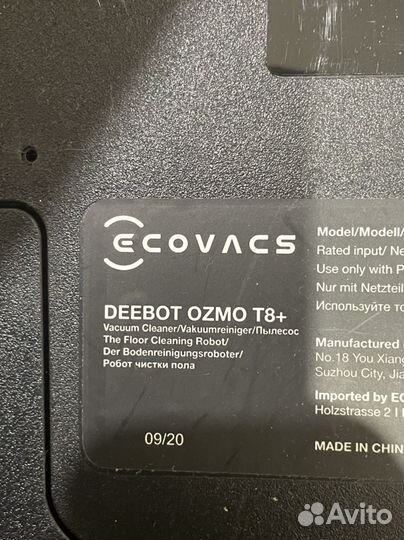 ECOVACS
DEEBOT OZMO T8+
Vacuum Cleaner/Vakuumreiniger/Пылесос
The Floor Cleaning Robot/
Der Bodenreinigungsroboter/
Робот чистки пола
09/20
Model/Modell/
Rated input/
Use only with
Nur mit Netzteil
Используйте
Manufactured
No.18 You Xiang
Suzhou City,
Imported by
Holzstrasse 2
MADE IN CHIN
Avito